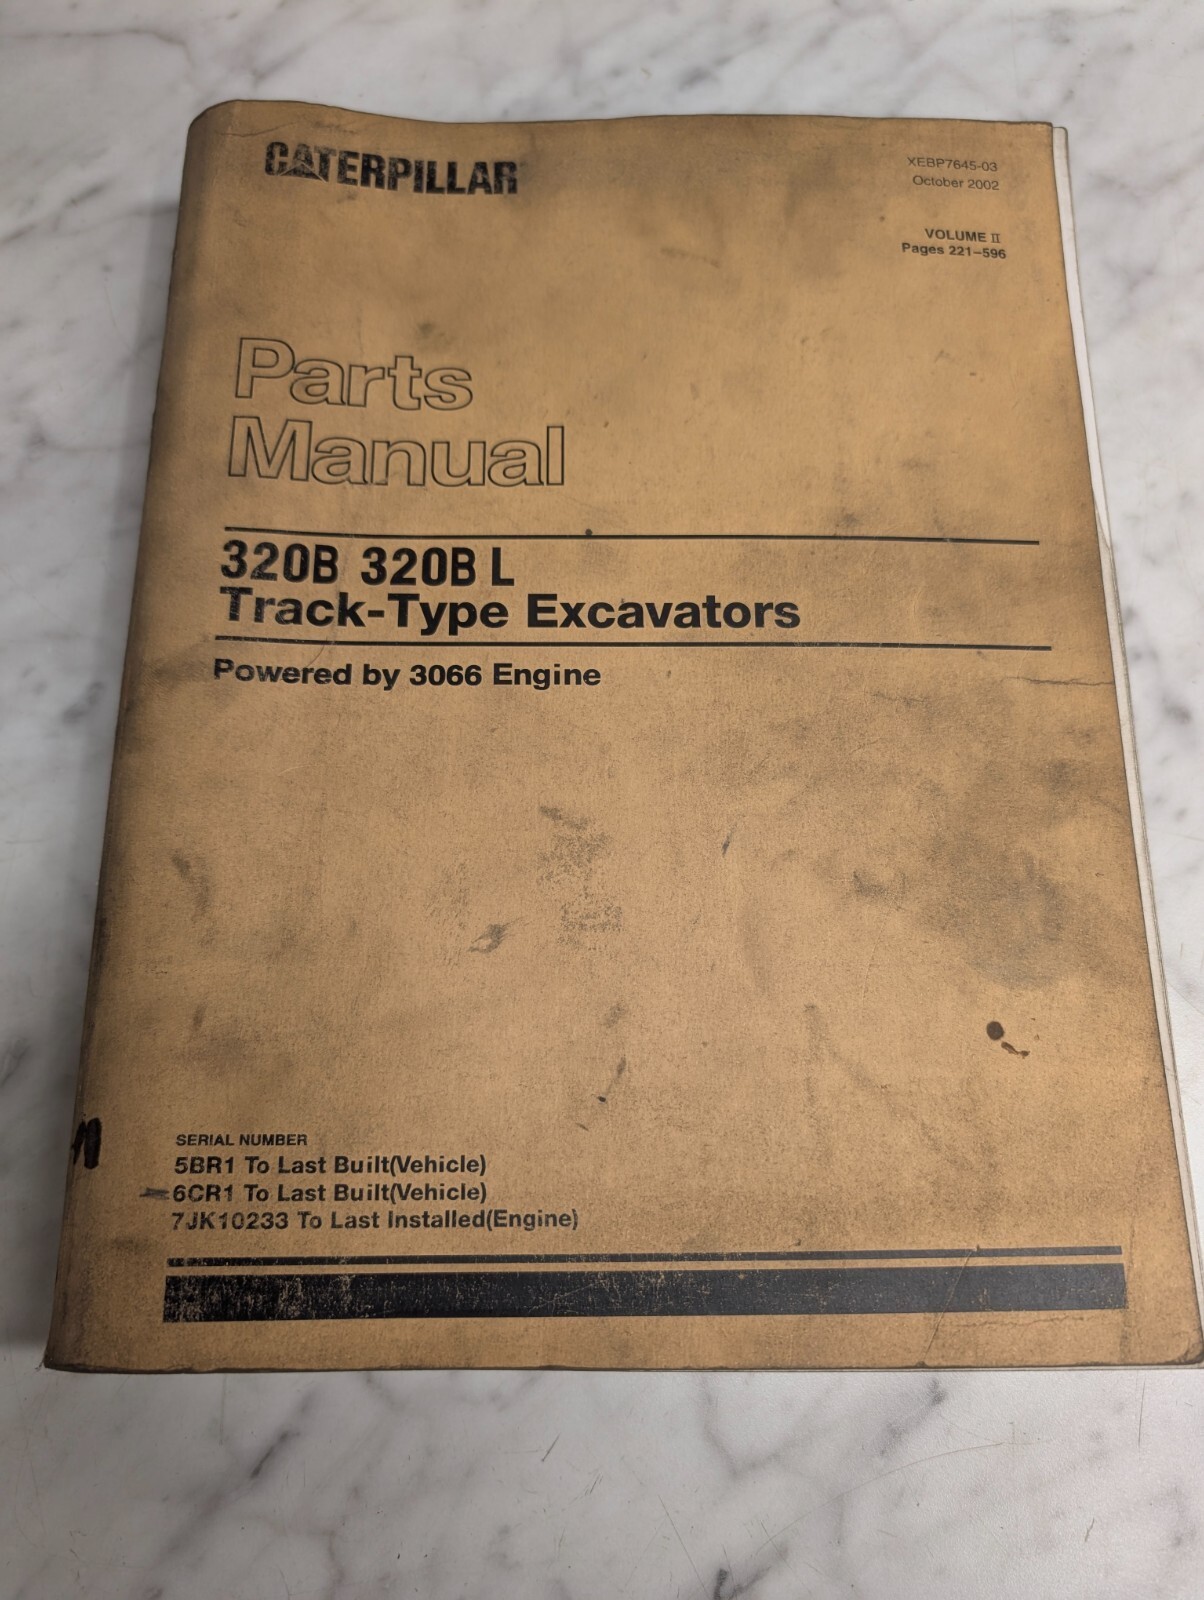 CATERPILLAR
XEBP7645-03
October 2002
VOLUME II
Pages 221–596
Parts
Manual
320B 320B L
Track-Type Excavators
Powered by 3066 Engine
SERIAL NUMBER
5BR1 To Last Built(Vehicle)
6CR1 To Last Built(Vehicle)
7JK10233 To Last Installed(Engine)